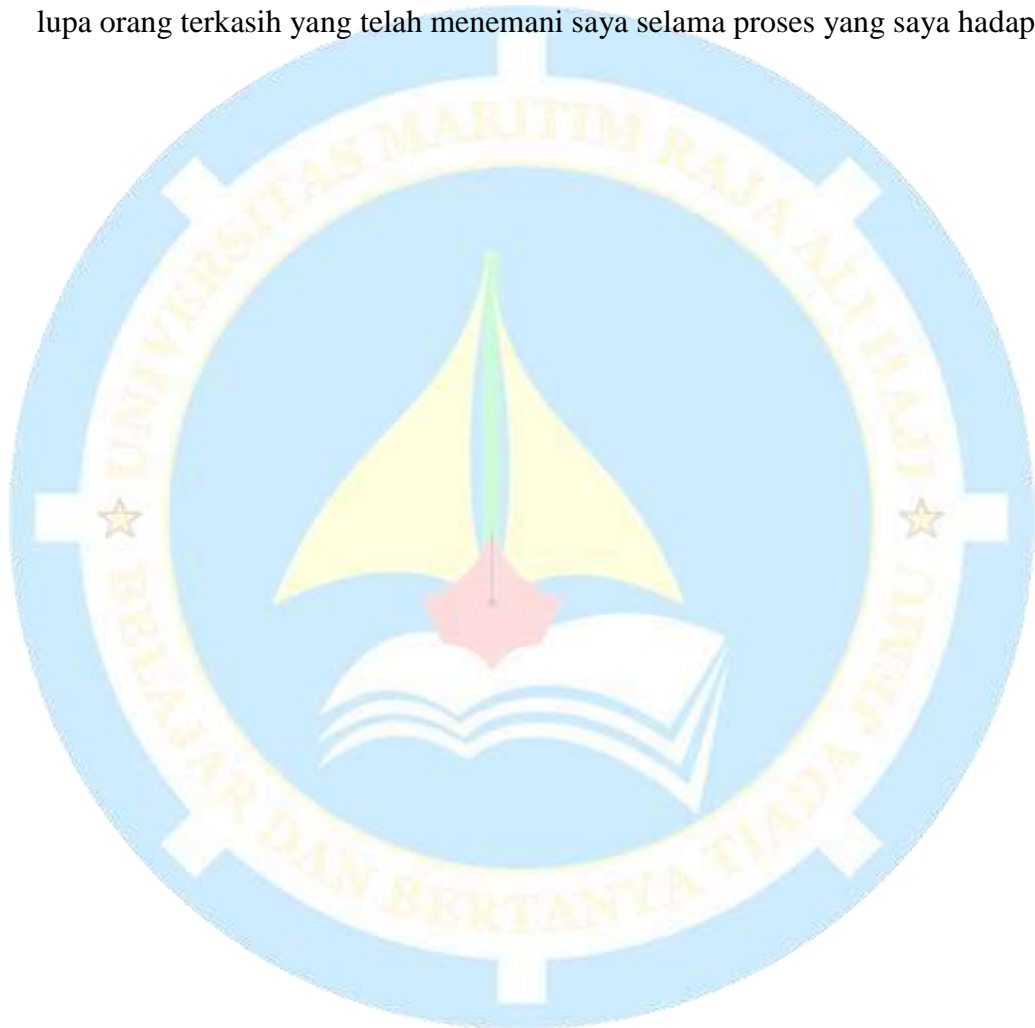 lupa orang terkasih yang telah menemani saya selama proses yang saya hadap
UNIVERSITAS MARITIM RAJA ALI HAJI
BELAJAR DAN BERTANYA TIADA JEMU